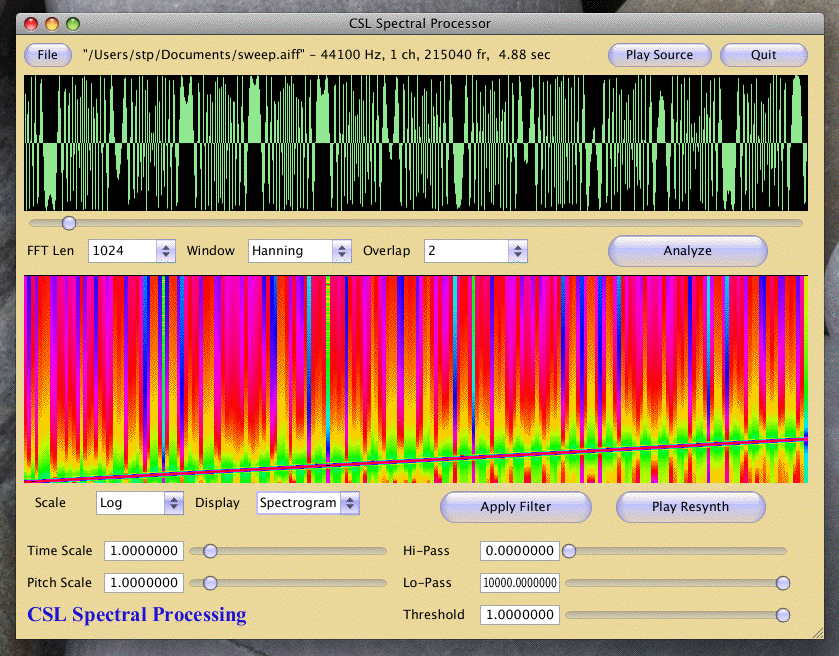 CSL Spectral Processor
File "/Users/stp/Documents/sweep.aiff" - 44100 Hz, 1 ch, 215040 fr, 4.88 sec Play Source Quit
FFT Len 1024 Window Hanning Overlap 2 Analyze
Scale Log Display Spectrogram Apply Filter Play Resynth
Time Scale 1.0000000 Hi-Pass 0.0000000
Pitch Scale 1.0000000 Lo-Pass 10000.0000000
CSL Spectral Processing Threshold 1.0000000